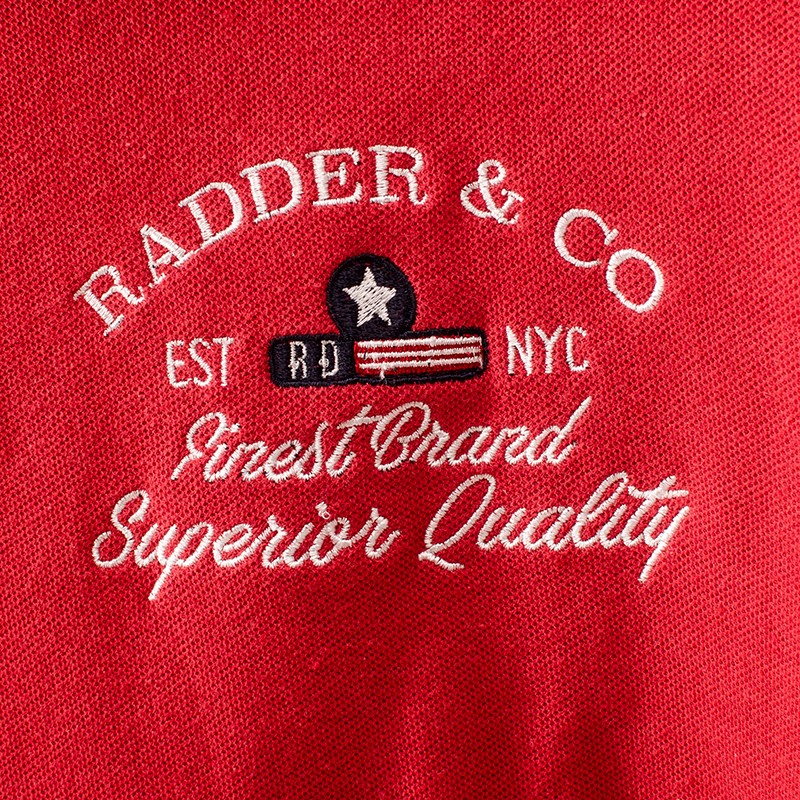 RADDER & CO
EST RD NYC
Finest Brand
Superior Quality